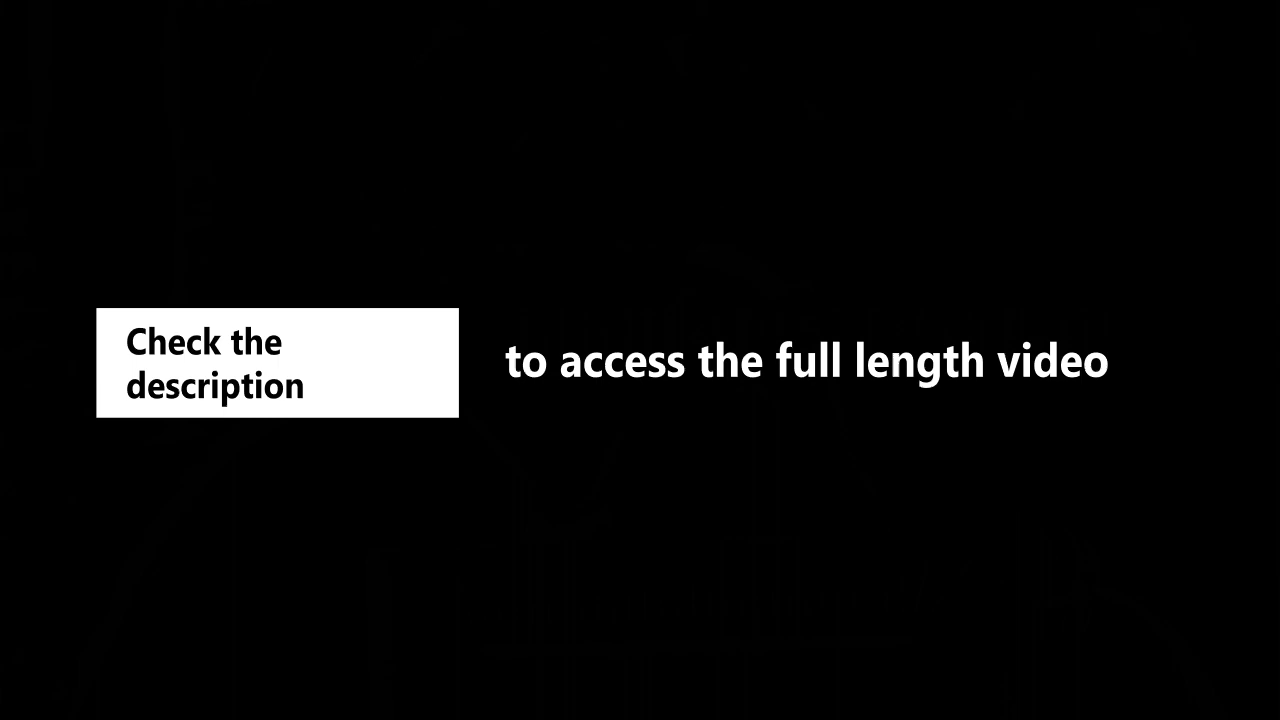 Check the
description
to access the full length video